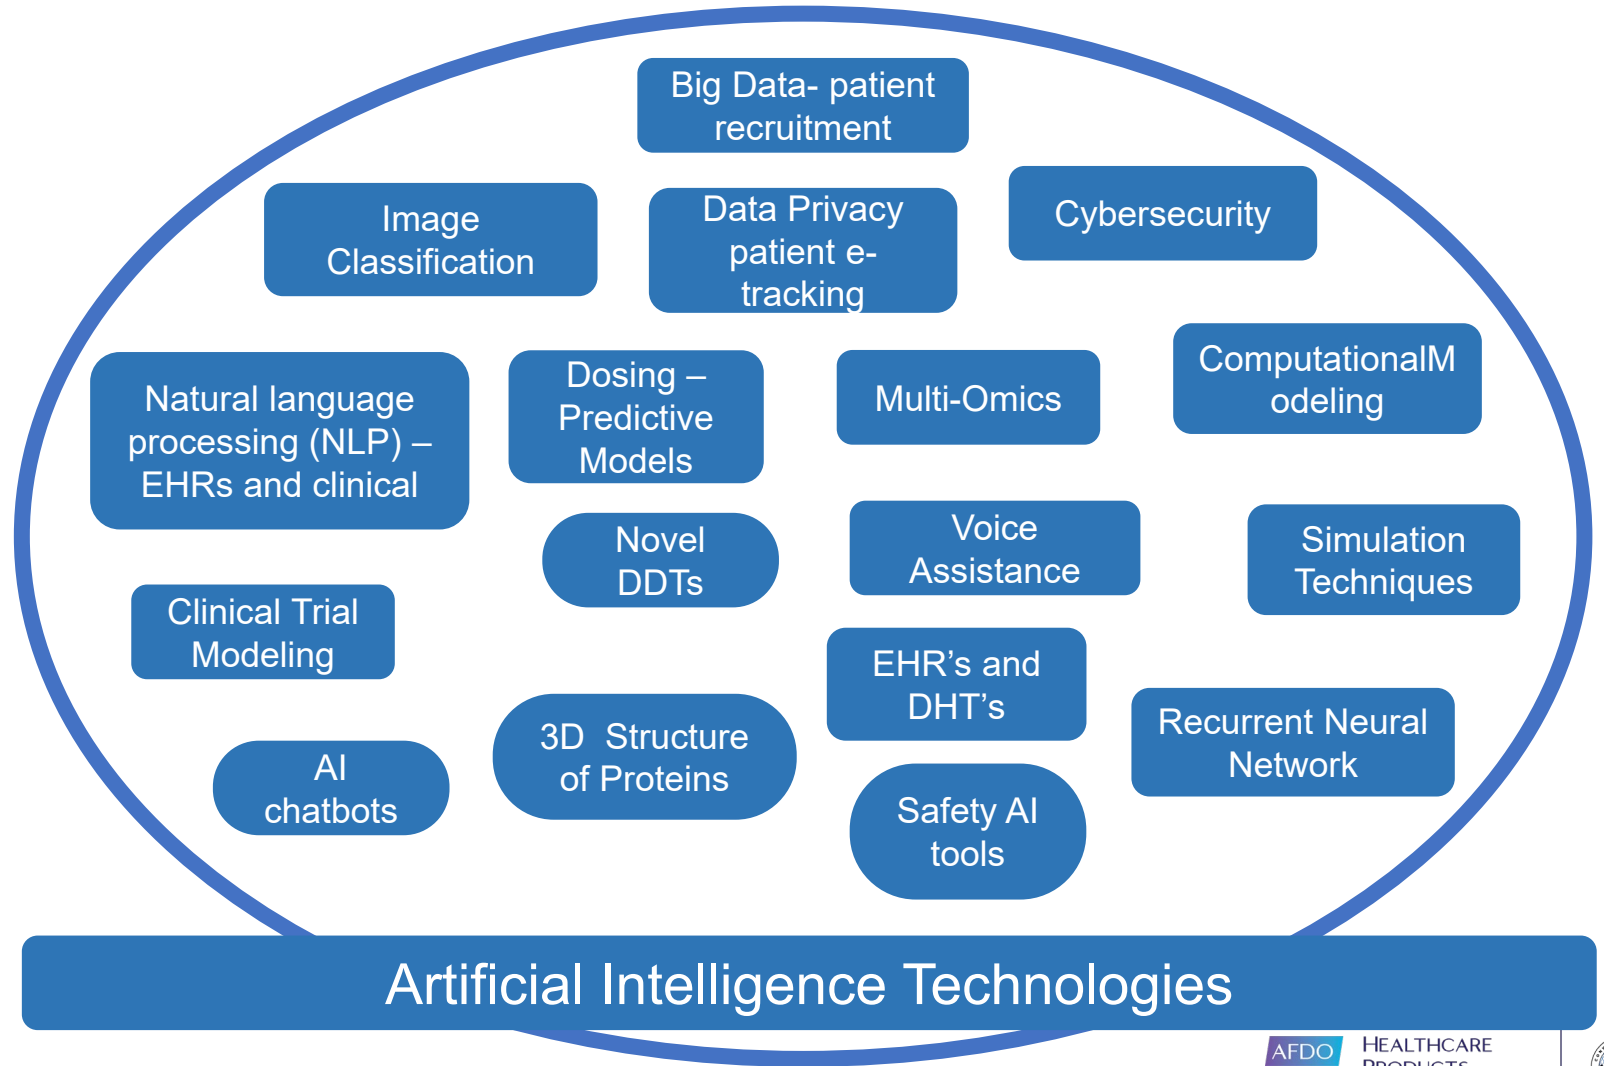 Big Data- patient
recruitment
Image
Classification
Data Privacy
patient e-
tracking
Cybersecurity
Natural language
processing (NLP) –
EHRs and clinical
Dosing –
Predictive
Models
Multi-Omics
ComputationalM
odeling
Novel
DDTs
Voice
Assistance
Simulation
Techniques
Clinical Trial
Modeling
EHR's and
DHT's
3D  Structure
of Proteins
Recurrent Neural
Network
AI
chatbots
Safety AI
tools
Artificial Intelligence Technologies
AFDO
HEALTHCARE
PRODUCTS